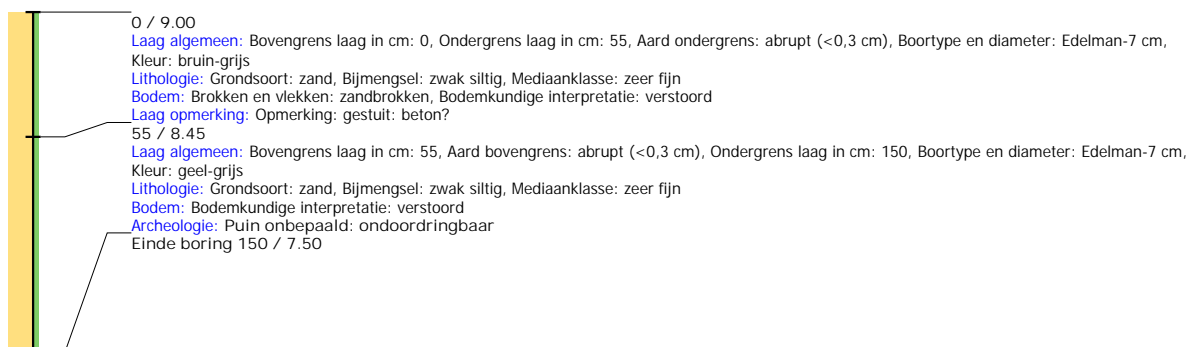 0 / 9.00
Laag algemeen: Bovengrens laag in cm: 0, Ondergrens laag in cm: 55, Aard ondergrens: abrupt (<0,3 cm), Boortype en diameter: Edelman-7 cm,
Kleur: bruin-grijs
Lithologie: Grondsoort: zand, Bijmengsel: zwak siltig, Mediaanklasse: zeer fijn
Bodem: Brokken en vlekken: zandbrokken, Bodemkundige interpretatie: verstoord
Laag opmerking: Opmerking: gestuit: beton?
55 / 8.45
Laag algemeen: Bovengrens laag in cm: 55, Aard bovengrens: abrupt (<0,3 cm), Ondergrens laag in cm: 150, Boortype en diameter: Edelman-7 cm,
Kleur: geel-grijs
Lithologie: Grondsoort: zand, Bijmengsel: zwak siltig, Mediaanklasse: zeer fijn
Bodem: Bodemkundige interpretatie: verstoord
Archeologie: Puin onbepaald: ondoordringbaar
Einde boring 150 / 7.50